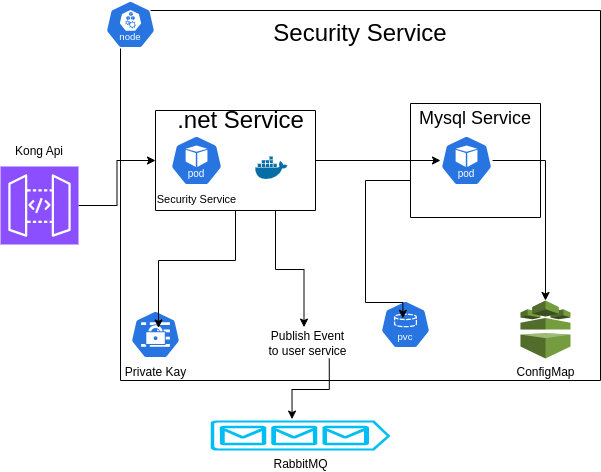 node
Security Service
.net Service
Mysql Service
Kong Api
pod
pod
Security Service
Publish Event
to user service
pvc
Private Kay
ConfigMap
RabbitMQ